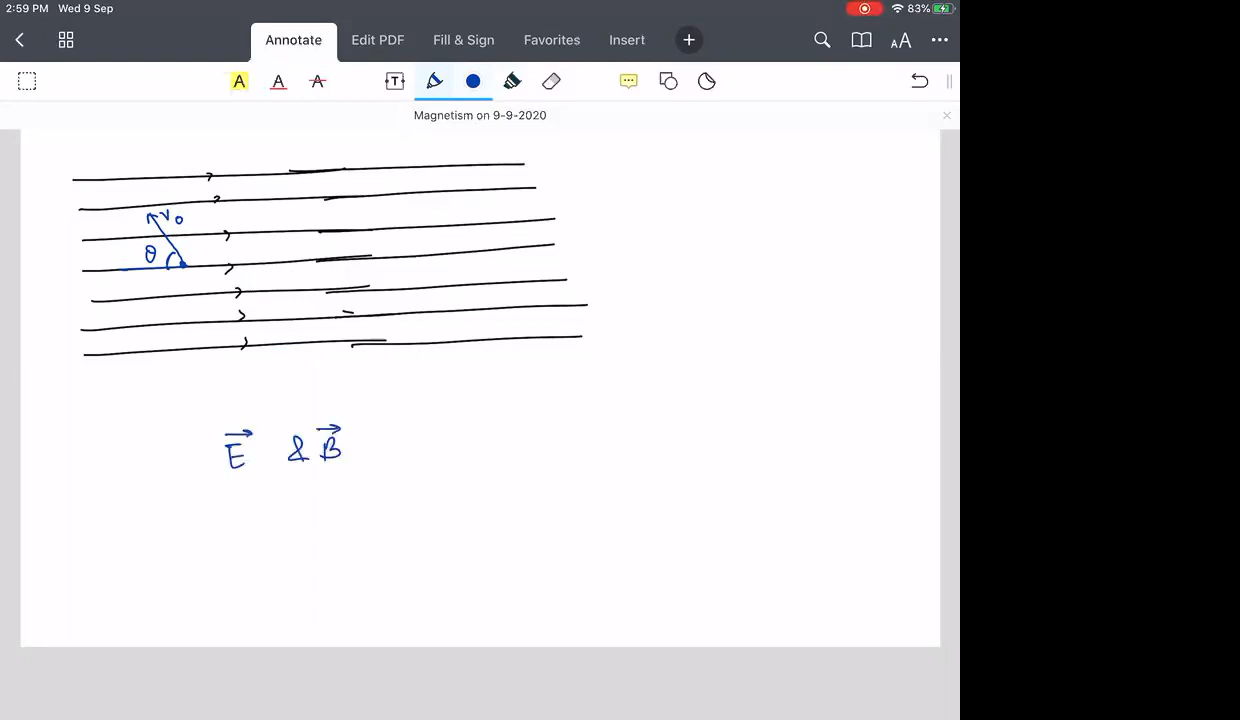 2:59 PM Wed 9 Sep 83%
Annotate Edit PDF Fill & Sign Favorites Insert
AA
A A A T
Magnetism on 9-9-2020
v₀
θ
E & B